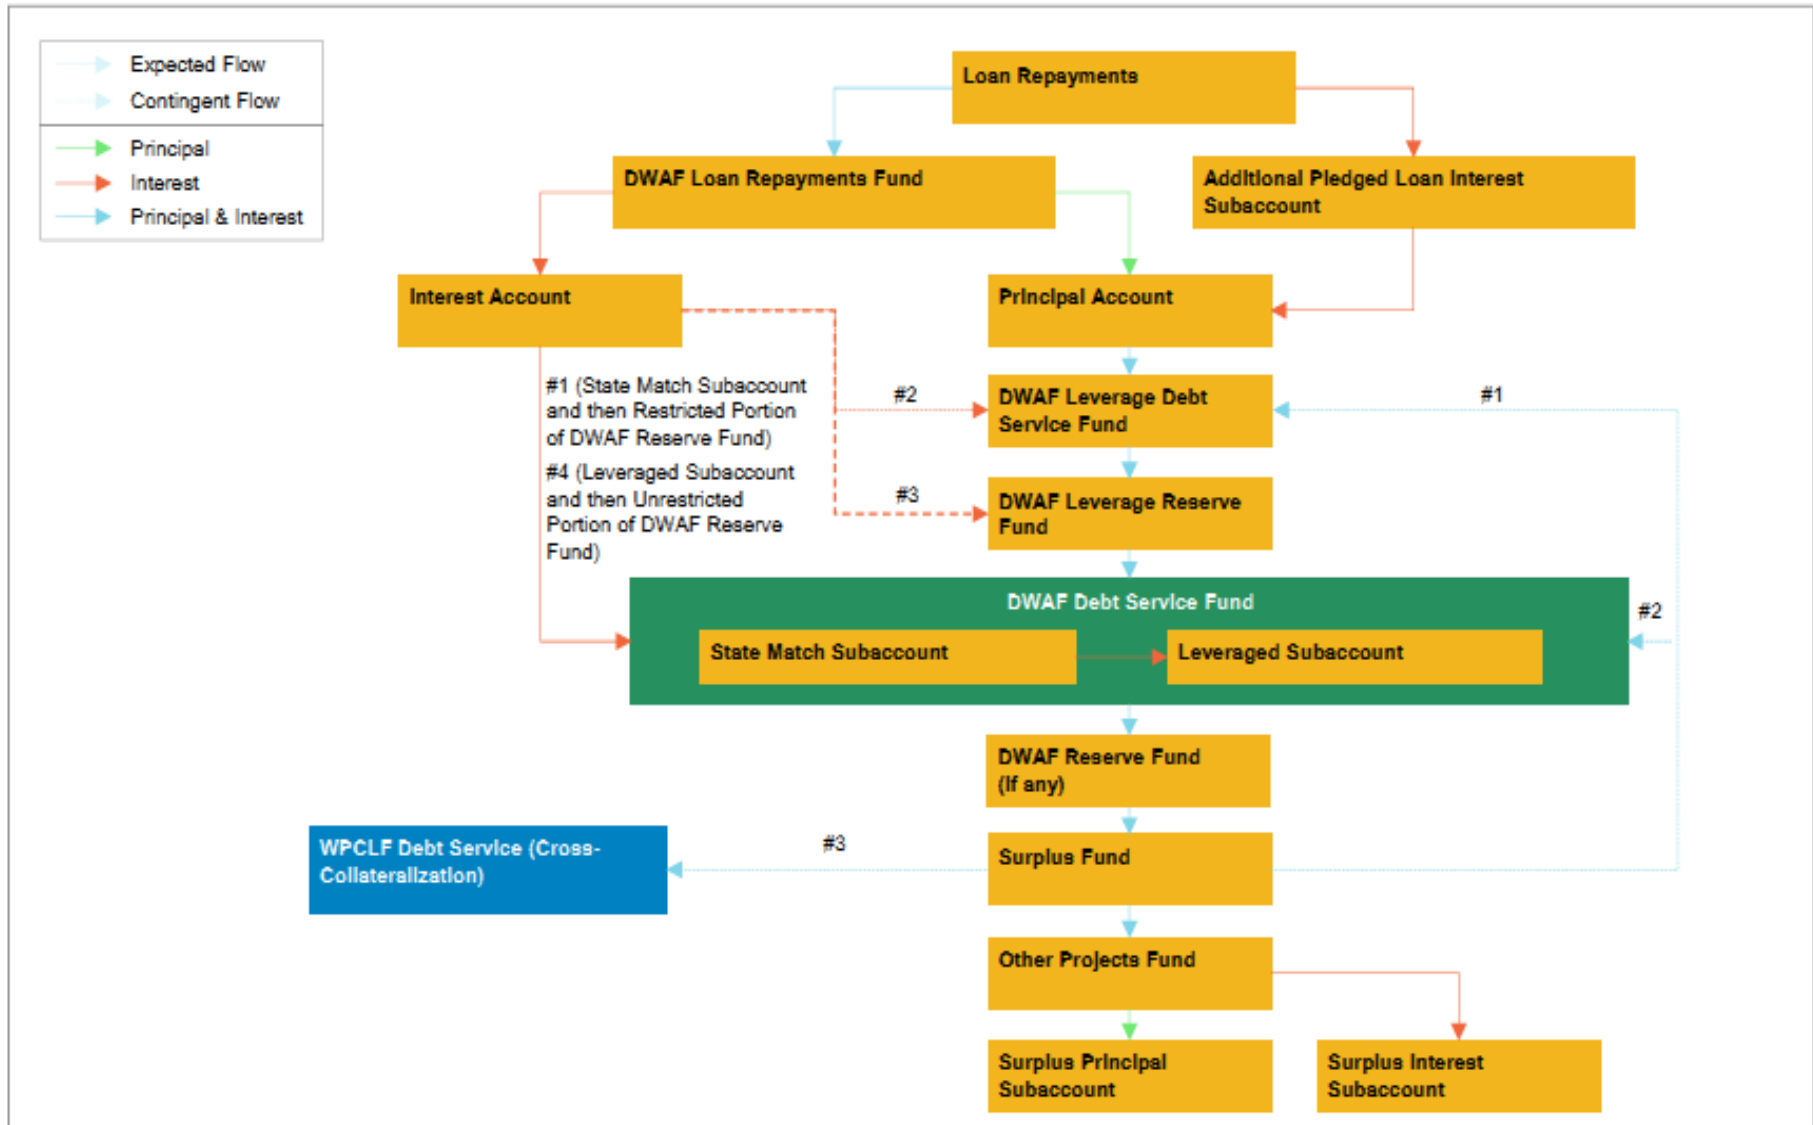 Expected Flow
Contingent Flow
Principal
Interest
Principal & Interest
Loan Repayments
DWAF Loan Repayments Fund
Additional Pledged Loan Interest
Subaccount
Interest Account
Principal Account
#1 (State Match Subaccount
and then Restricted Portion
of DWAF Reserve Fund)
#4 (Leveraged Subaccount
and then Unrestricted
Portion of DWAF Reserve
Fund)
#2
DWAF Leverage Debt
Service Fund
#1
#3
DWAF Leverage Reserve
Fund
DWAF Debt Service Fund
#2
State Match Subaccount
Leveraged Subaccount
DWAF Reserve Fund
(If any)
WPCLF Debt Service (Cross-
Collateralization)
#3
Surplus Fund
Other Projects Fund
Surplus Principal
Subaccount
Surplus Interest
Subaccount